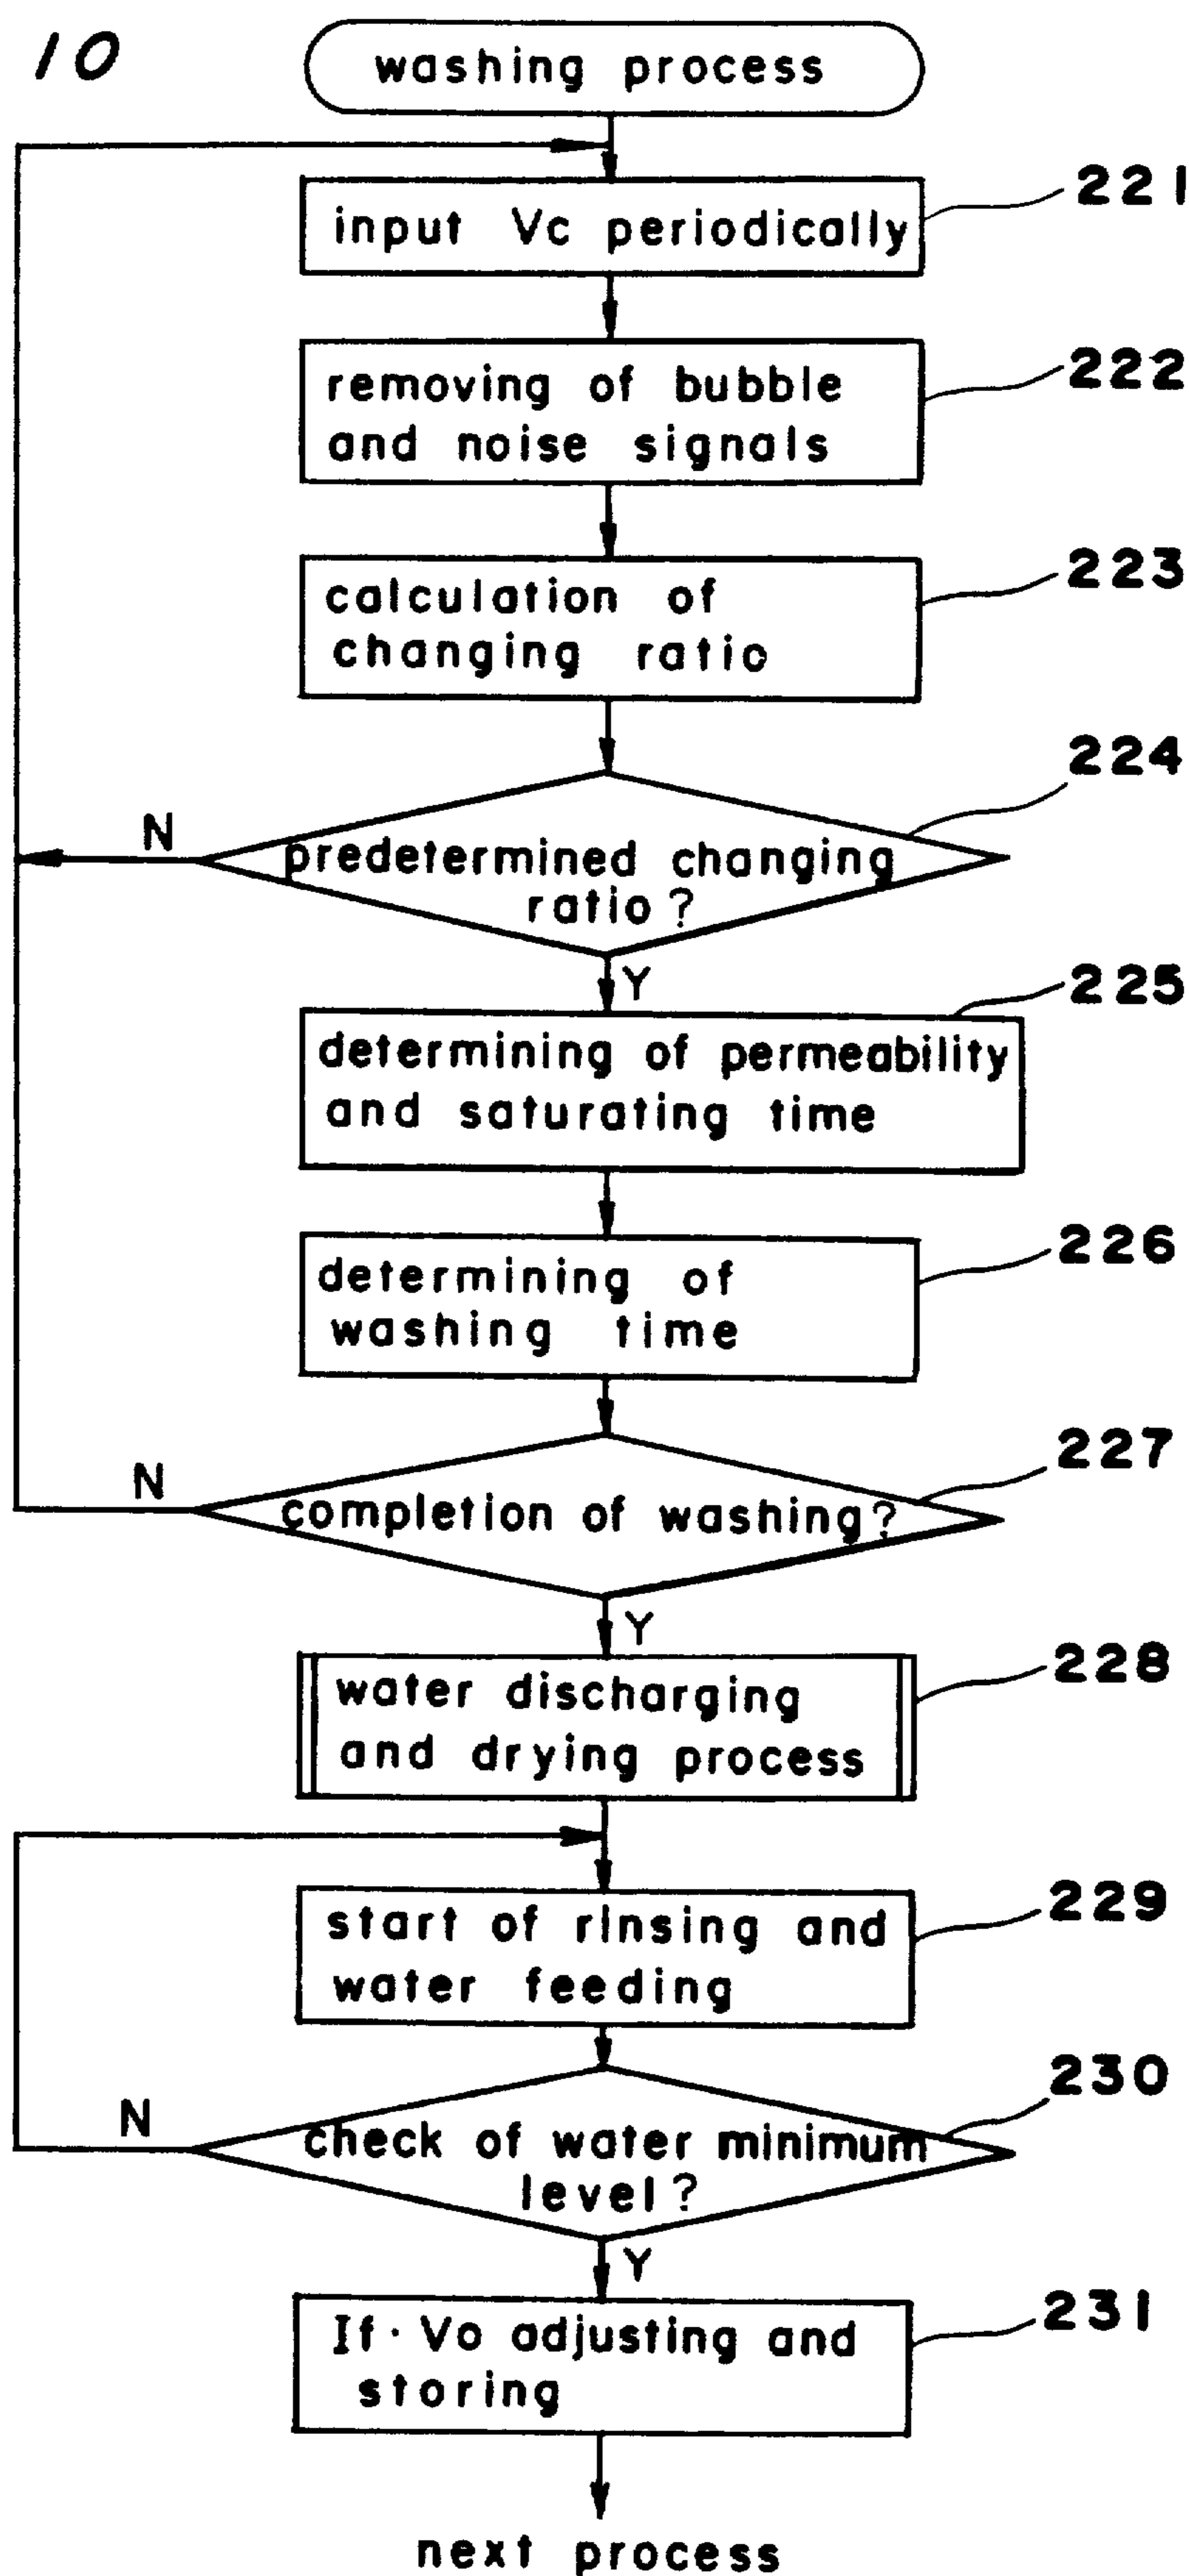 10
washing process
221
input Vc periodically
222
removing of bubble
and noise signals
223
calculation of
changing ratio
224
N
predetermined changing
ratio?
Y
225
determining of permeability
and saturating time
226
determining of
washing time
227
N
completion of washing?
Y
228
water discharging
and drying process
229
start of rinsing and
water feeding
230
N
check of water minimum
level?
Y
231
If·Vo adjusting and
storing
next process